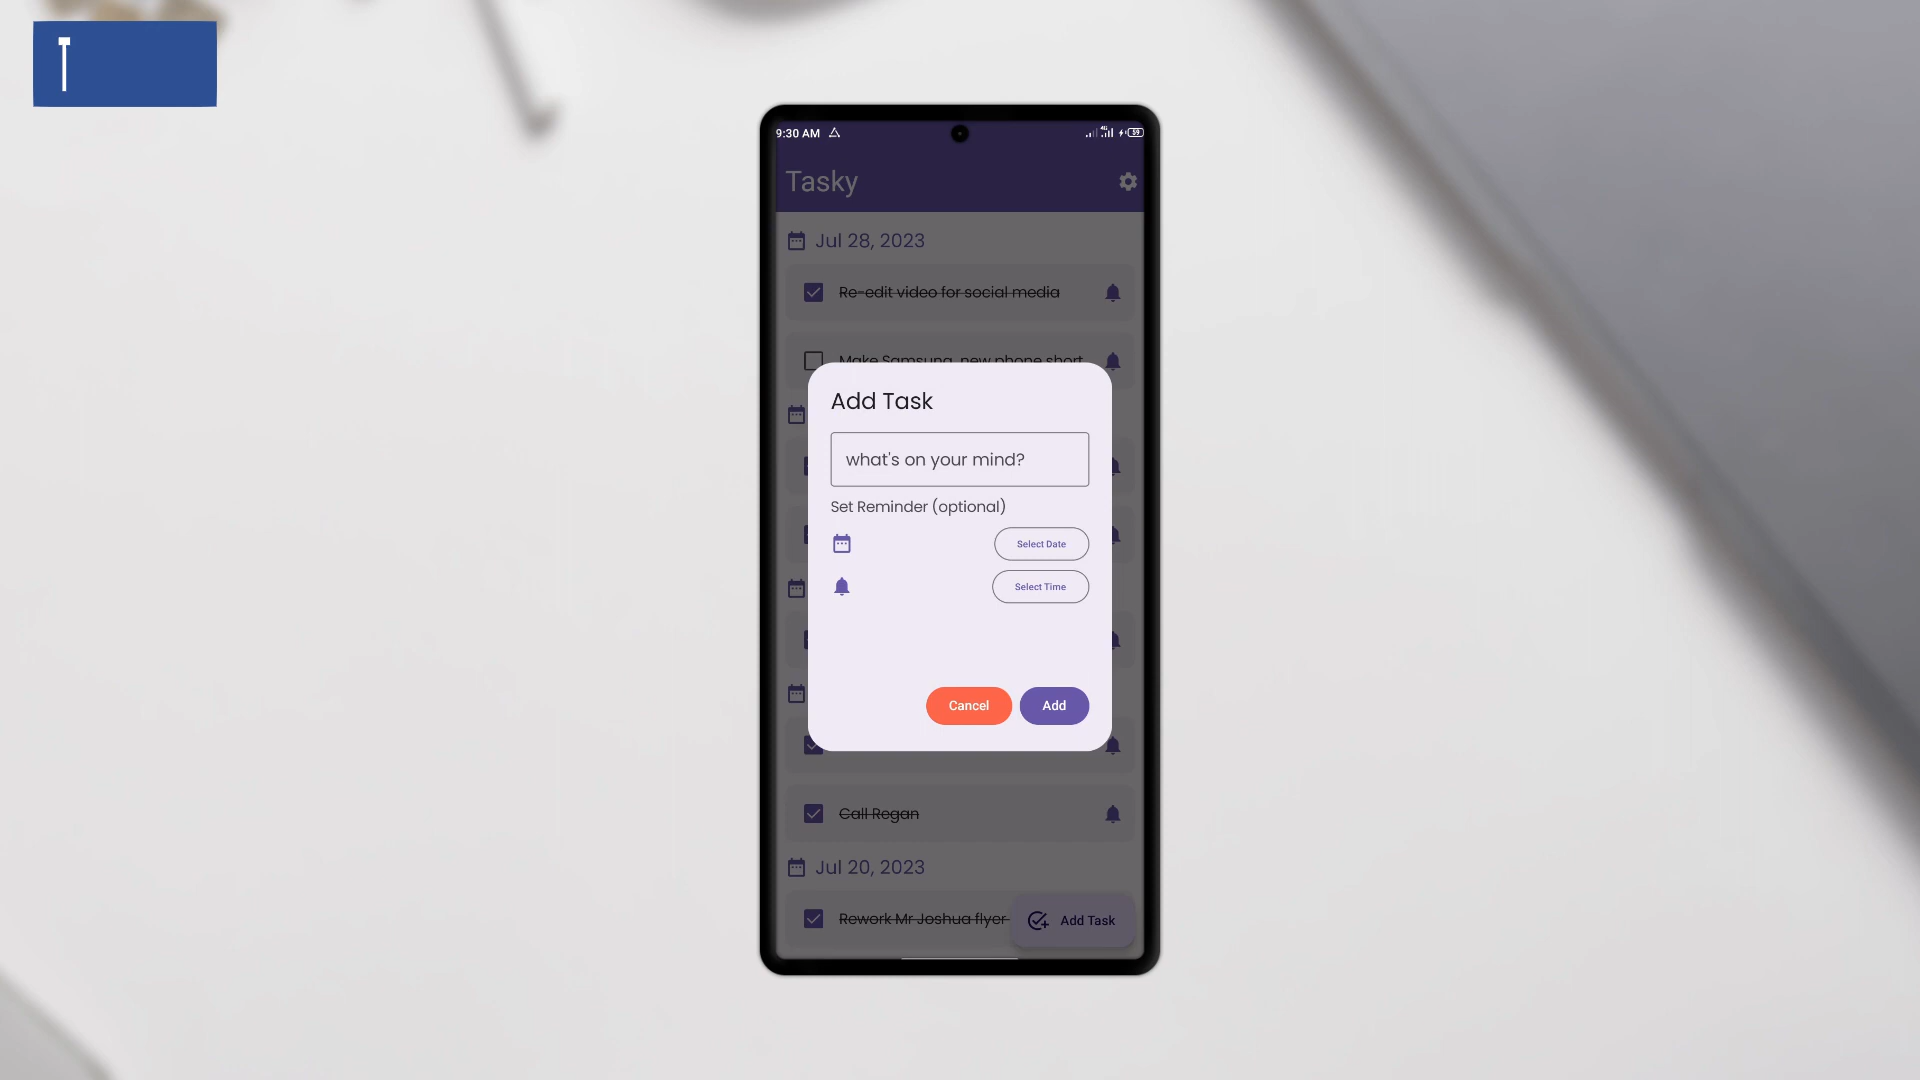 9:30 AM
4G
59
Tasky
Jul 28, 2023
Re-edit video for social media
Make Samsung new phone short
Add Task
what's on your mind?
Set Reminder (optional)
Select Date
Select Time
Cancel
Add
Call Regan
Jul 20, 2023
Rework Mr Joshua flyer
Add Task